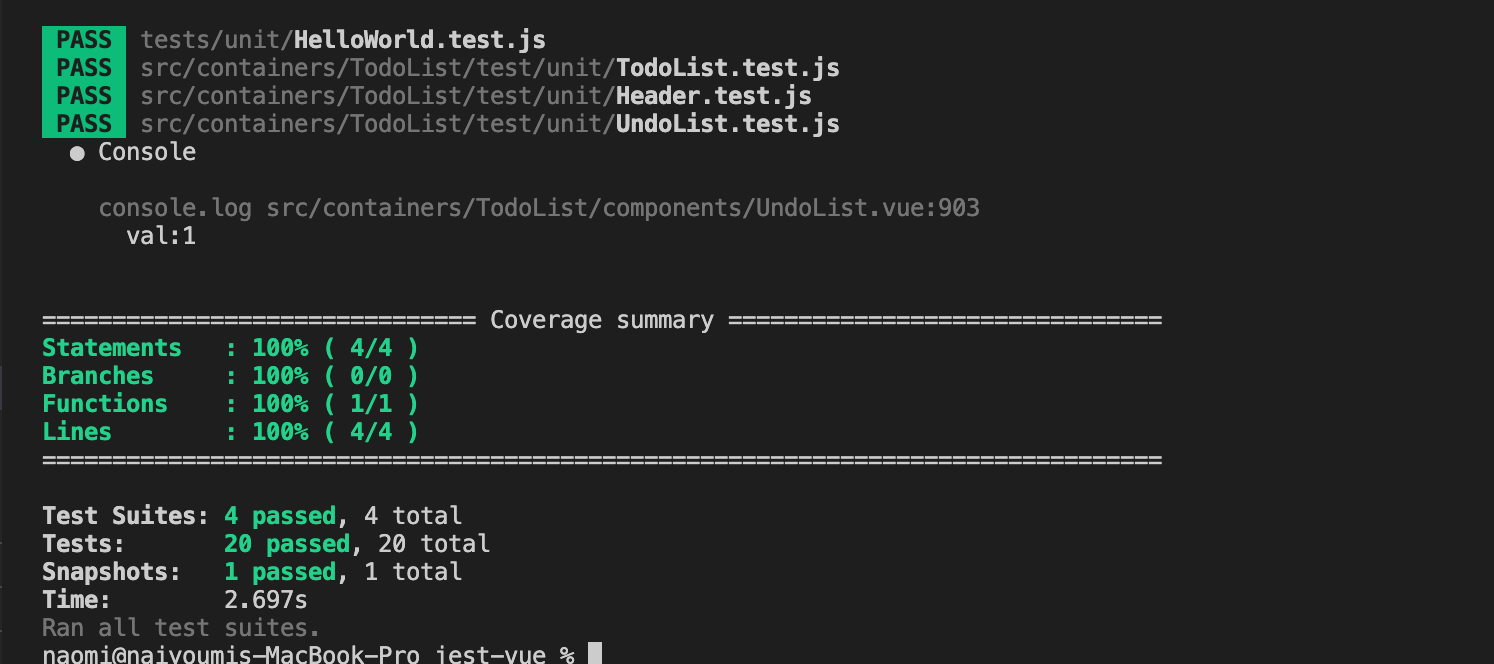 PASS tests/unit/HelloWorld.test.js
PASS src/containers/TodoList/test/unit/TodoList.test.js
PASS src/containers/TodoList/test/unit/Header.test.js
PASS src/containers/TodoList/test/unit/UndoList.test.js
● Console
console.log src/containers/TodoList/components/UndoList.vue:903
val:1
=============================== Coverage summary ===============================
Statements : 100% ( 4/4 )
Branches : 100% ( 0/0 )
Functions : 100% ( 1/1 )
Lines : 100% ( 4/4 )
================================================================================
Test Suites: 4 passed, 4 total
Tests: 20 passed, 20 total
Snapshots: 1 passed, 1 total
Time: 2.697s
Ran all test suites.
naomi@naiyoumis-MacBook-Pro jest-vue %